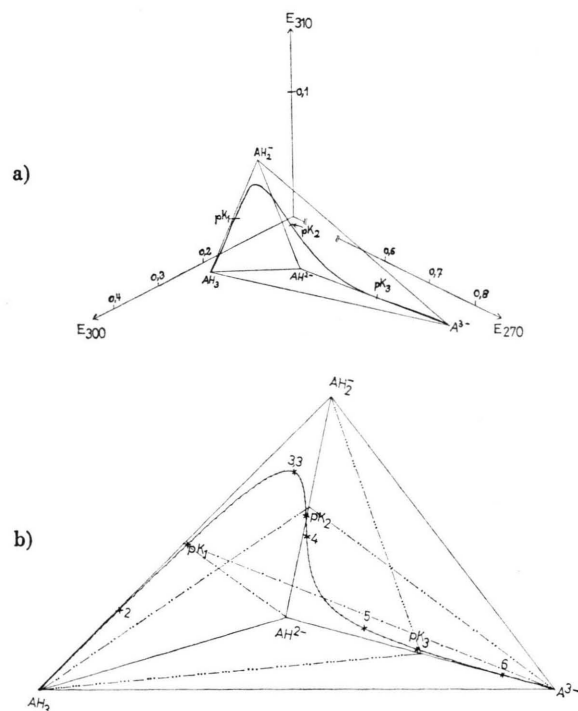 a)
E310
0,1
AH2-
pK1
pK2
0,2
0,3
0,4
E300
AH3
AH2-
pK3
0,6
0,7
0,8
A3-
E270
b)
AH2-
3,3
pK1
pK2
4
2
5
AH2-
pK3
6
AH3
A3-